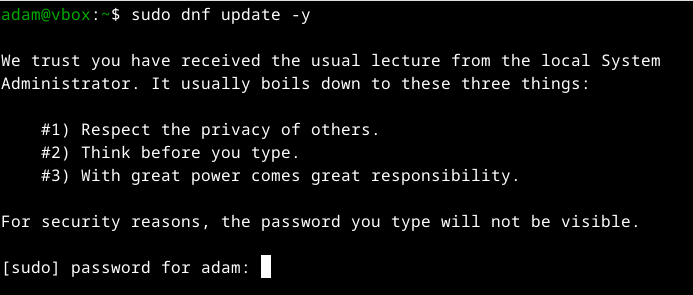 adam@vbox:~$ sudo dnf update -y
We trust you have received the usual lecture from the local System
Administrator. It usually boils down to these three things:
#1) Respect the privacy of others.
#2) Think before you type.
#3) With great power comes great responsibility.
For security reasons, the password you type will not be visible.
[sudo] password for adam: